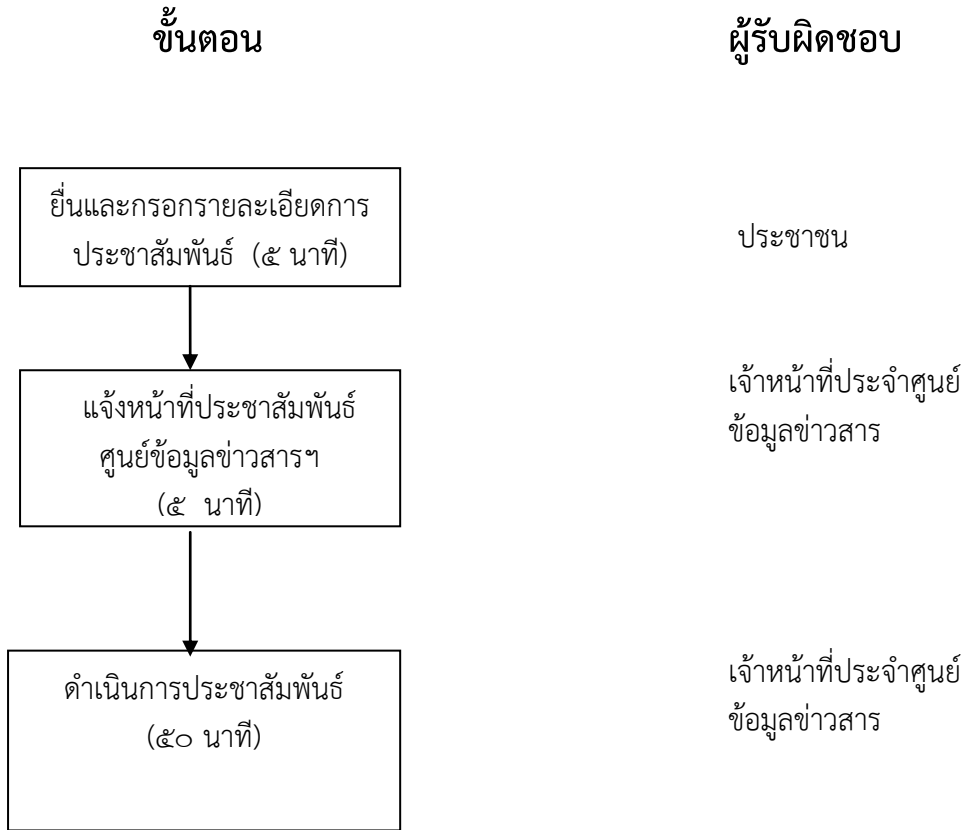 ขั้นตอน
ผู้รับผิดชอบ
ยื่นและกรอกรายละเอียดการ
ประชาสัมพันธ์ (๕ นาที)
ประชาชน
แจ้งหน้าที่ประชาสัมพันธ์
ศูนย์ข้อมูลข่าวสารฯ
(๕ นาที)
เจ้าหน้าที่ประจำศูนย์
ข้อมูลข่าวสาร
ดำเนินการประชาสัมพันธ์
(๕๐ นาที)
เจ้าหน้าที่ประจำศูนย์
ข้อมูลข่าวสาร